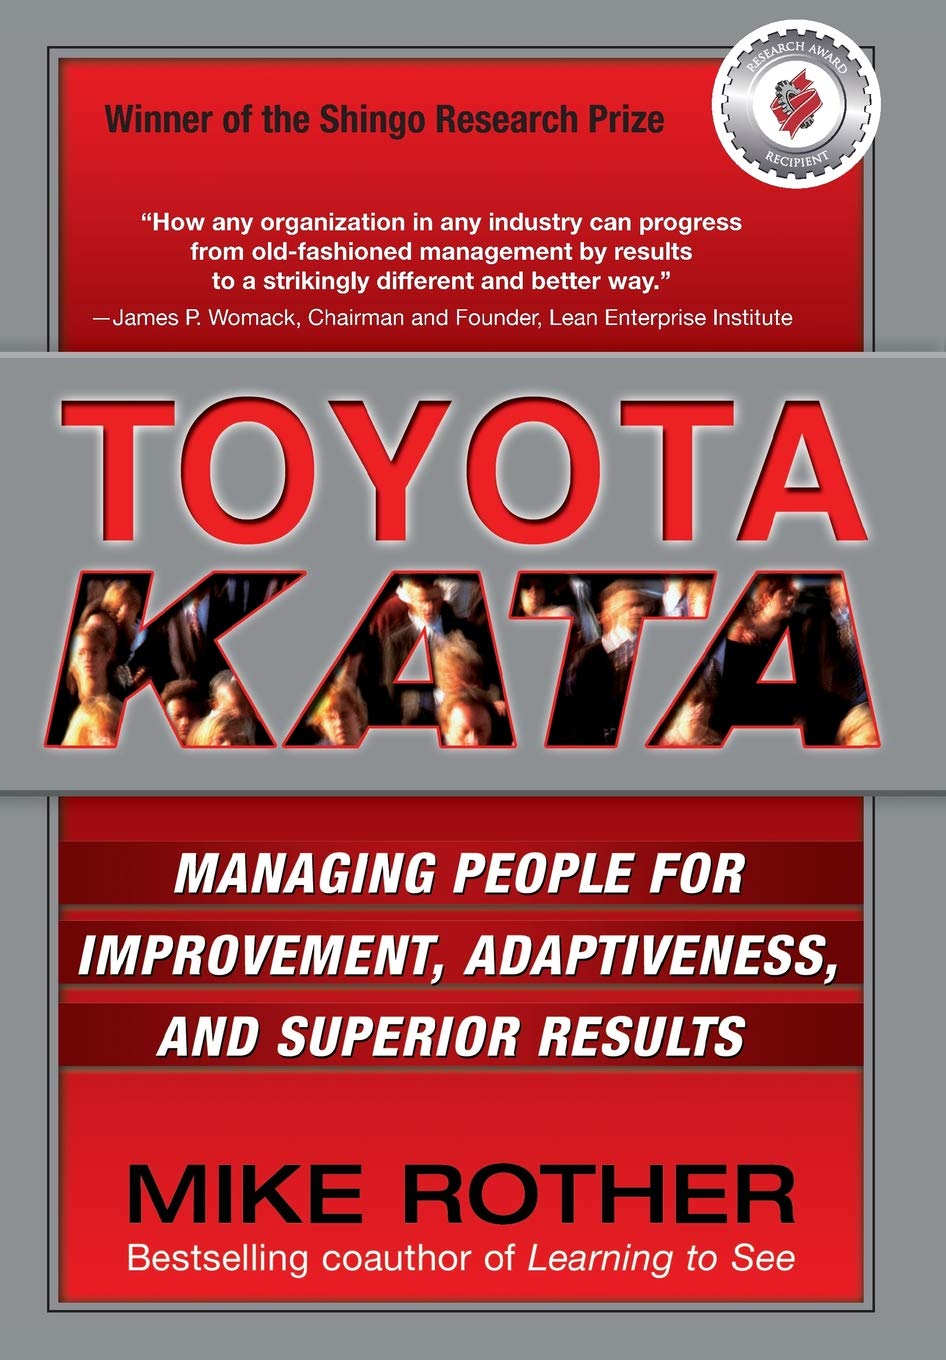 RESEARCH AWARD
RECIPIENT
Winner of the Shingo Research Prize
“How any organization in any industry can progress
from old-fashioned management by results
to a strikingly different and better way.”
—James P. Womack, Chairman and Founder, Lean Enterprise Institute
TOYOTA
KATA
MANAGING PEOPLE FOR
IMPROVEMENT, ADAPTIVENESS,
AND SUPERIOR RESULTS
MIKE ROTHER
Bestselling coauthor of Learning to See